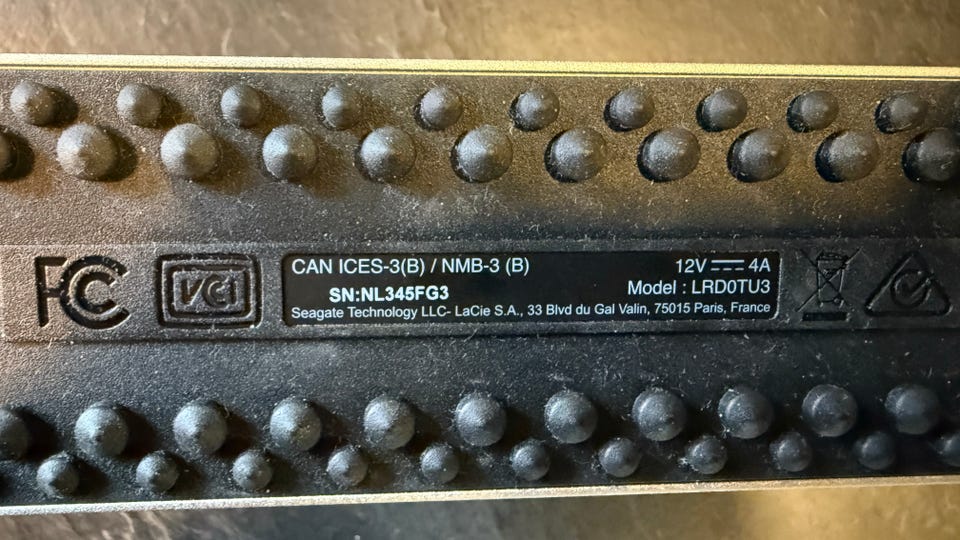 FC
VCI
CAN ICES-3(B) / NMB-3 (B)
12V ⎓ 4A
SN:NL345FG3
Model : LRD0TU3
Seagate Technology LLC- LaCie S.A., 33 Blvd du Gal Valin, 75015 Paris, France